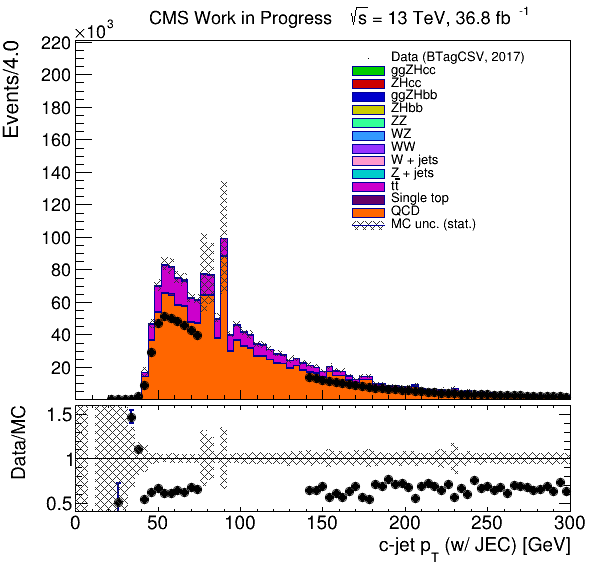 CMS Work in Progress √s = 13 TeV, 36.8 fb⁻¹
×10³
Events/4.0
220
200
180
160
140
120
100
80
60
40
20
Data (BTagCSV, 2017)
ggZHcc
ZHcc
ggZHbb
ZHbb
ZZ
WZ
WW
W + jets
Z + jets
tt̅
Single top
QCD
MC unc. (stat.)
Data/MC
1.5
1
0.5
0 50 100 150 200 250 300
c-jet p_T (w/ JEC) [GeV]